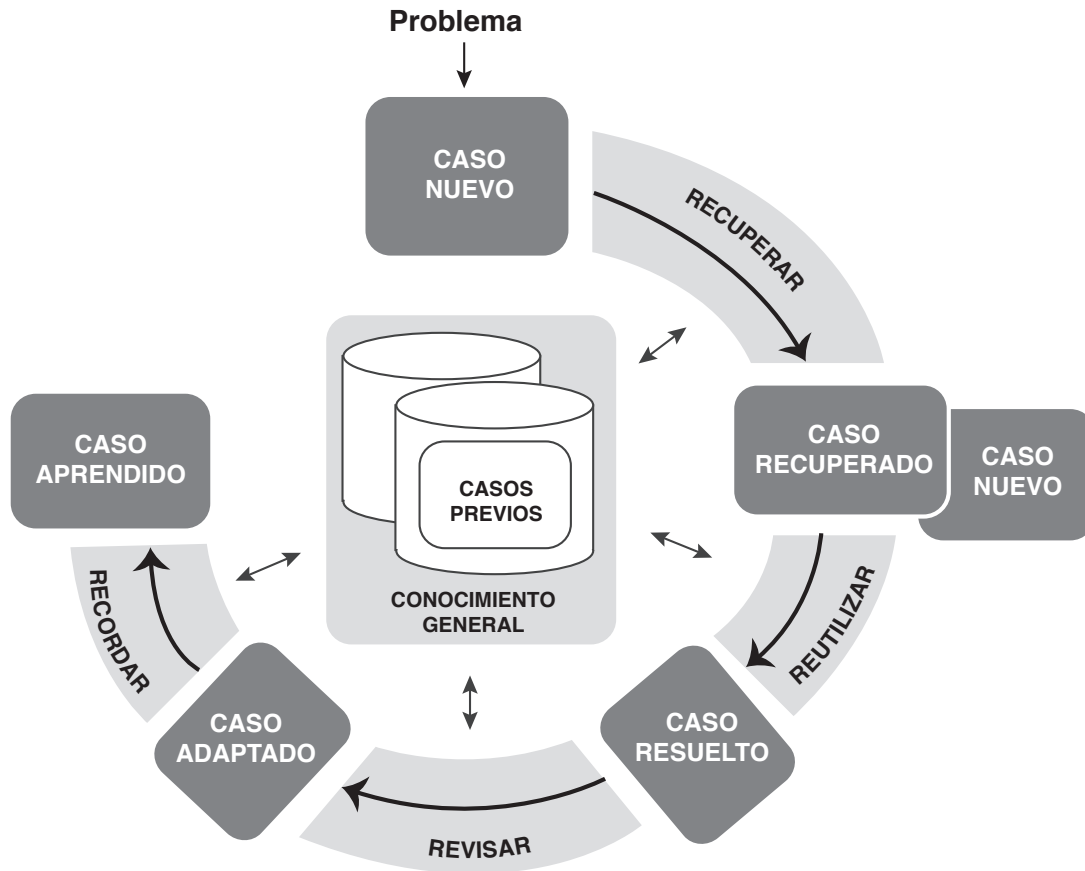 Problema
CASO
NUEVO
RECUPERAR
CASO
RECUPERADO
CASO
NUEVO
REUTILIZAR
CASO
RESUELTO
REVISAR
CASO
ADAPTADO
RECORDAR
CASO
APRENDIDO
CASOS
PREVIOS
CONOCIMIENTO
GENERAL